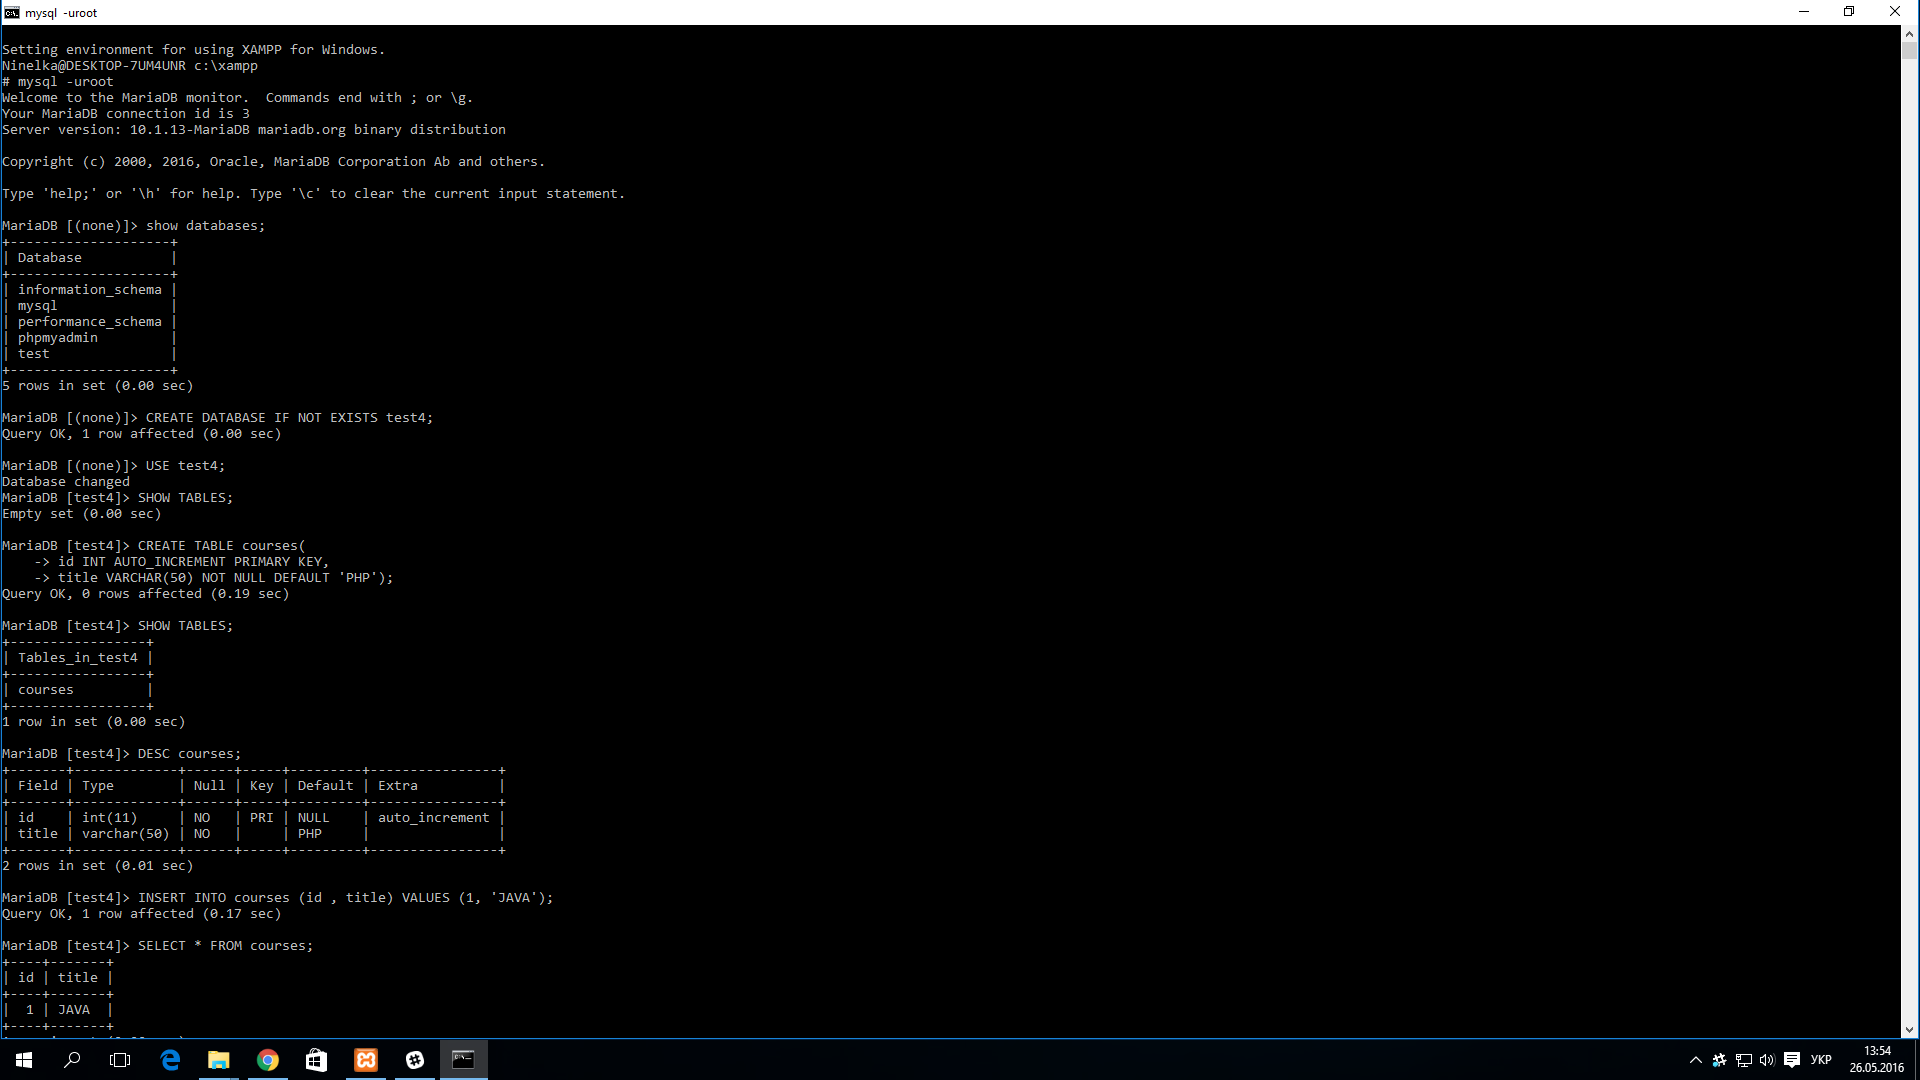 mysql  -uroot
Setting environment for using XAMPP for Windows.
Ninelka@DESKTOP-7UM4UNR c:\xampp
# mysql -uroot
Welcome to the MariaDB monitor.  Commands end with ; or \g.
Your MariaDB connection id is 3
Server version: 10.1.13-MariaDB mariadb.org binary distribution
Copyright (c) 2000, 2016, Oracle, MariaDB Corporation Ab and others.
Type 'help;' or '\h' for help. Type '\c' to clear the current input statement.
MariaDB [(none)]> show databases;
+--------------------+
| Database           |
+--------------------+
| information_schema |
| mysql              |
| performance_schema |
| phpmyadmin         |
| test               |
+--------------------+
5 rows in set (0.00 sec)
MariaDB [(none)]> CREATE DATABASE IF NOT EXISTS test4;
Query OK, 1 row affected (0.00 sec)
MariaDB [(none)]> USE test4;
Database changed
MariaDB [test4]> SHOW TABLES;
Empty set (0.00 sec)
MariaDB [test4]> CREATE TABLE courses(
    -> id INT AUTO_INCREMENT PRIMARY KEY,
    -> title VARCHAR(50) NOT NULL DEFAULT 'PHP');
Query OK, 0 rows affected (0.19 sec)
MariaDB [test4]> SHOW TABLES;
+-----------------+
| Tables_in_test4 |
+-----------------+
| courses         |
+-----------------+
1 row in set (0.00 sec)
MariaDB [test4]> DESC courses;
+-------+-------------+------+-----+---------+----------------+
| Field | Type        | Null | Key | Default | Extra          |
+-------+-------------+------+-----+---------+----------------+
| id    | int(11)     | NO   | PRI | NULL    | auto_increment |
| title | varchar(50) | NO   |     | PHP     |                |
+-------+-------------+------+-----+---------+----------------+
2 rows in set (0.01 sec)
MariaDB [test4]> INSERT INTO courses (id , title) VALUES (1, 'JAVA');
Query OK, 1 row affected (0.17 sec)
MariaDB [test4]> SELECT * FROM courses;
+----+-------+
| id | title |
+----+-------+
|  1 | JAVA  |
+----+-------+
УКР
13:54
26.05.2016